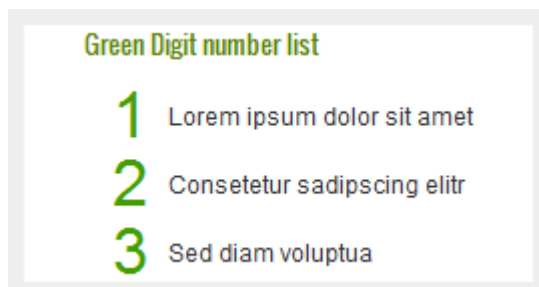 Green Digit number list
1 Lorem ipsum dolor sit amet
2 Consetetur sadipscing elitr
3 Sed diam voluptua